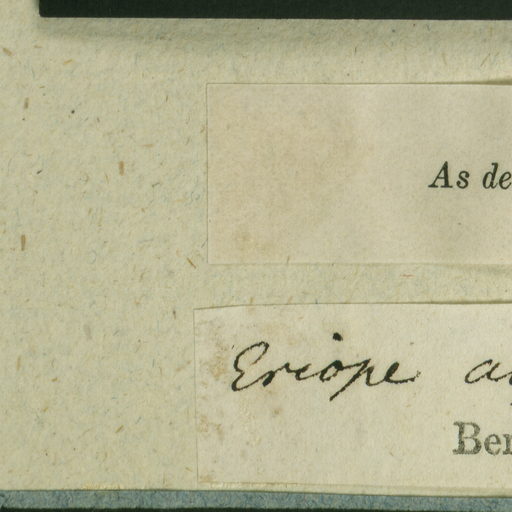 As de
Eriope a
Ber